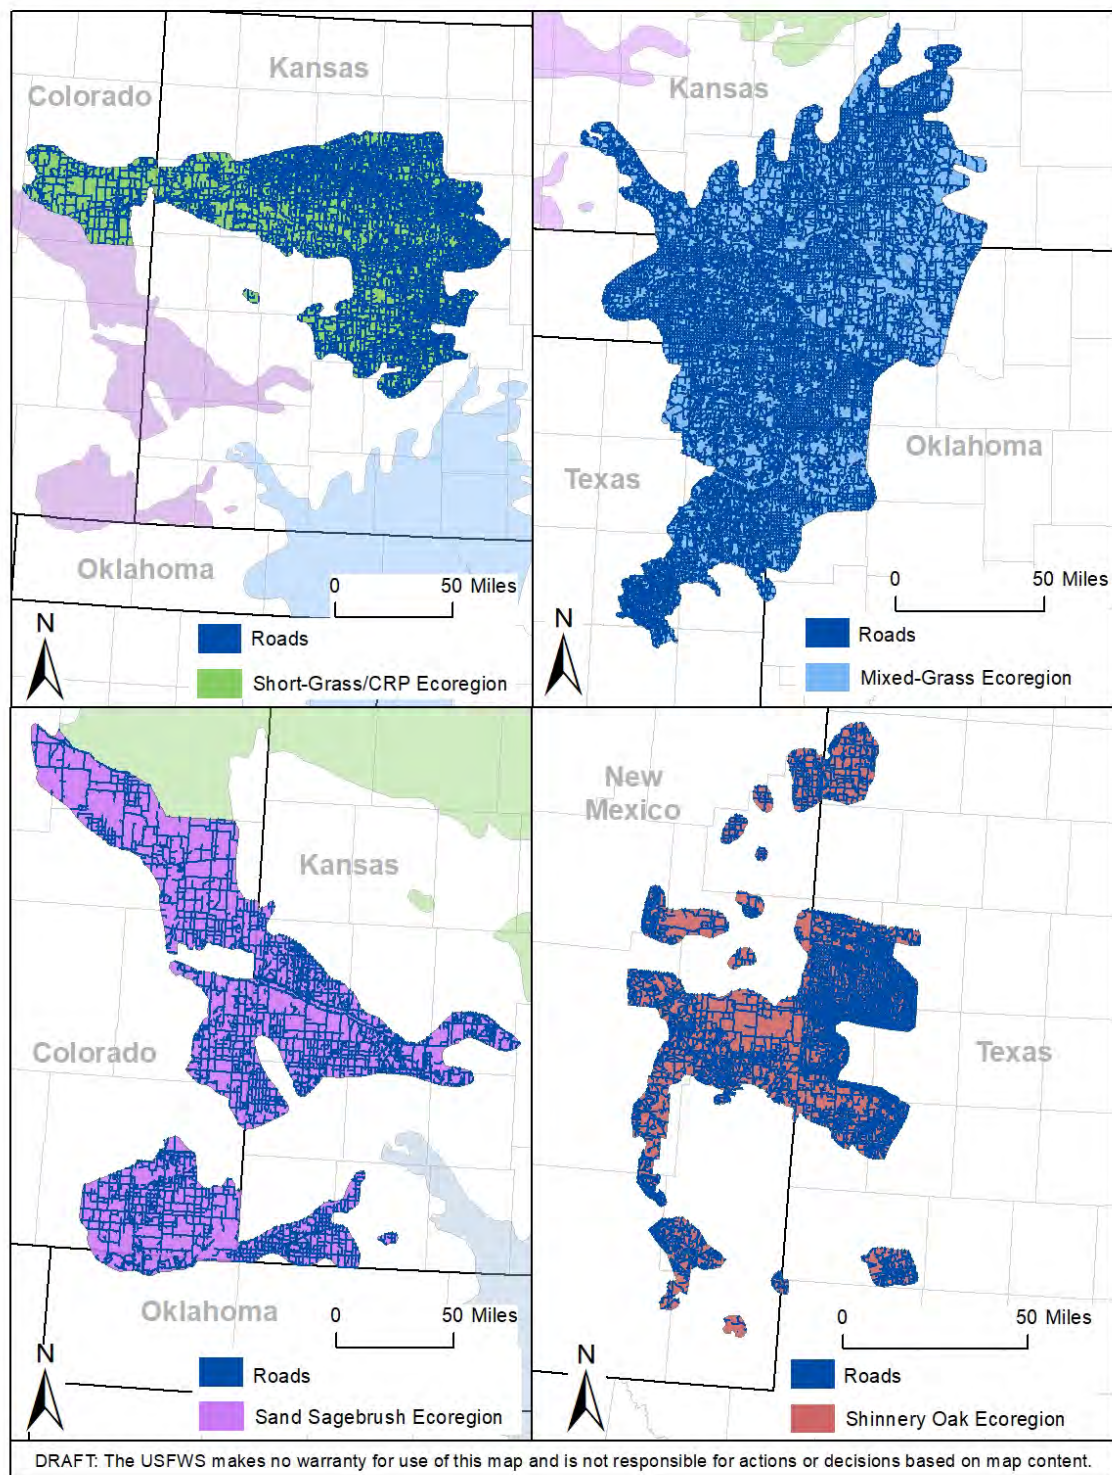 Kansas
Colorado
Oklahoma
0 50 Miles
N
Roads
Short-Grass/CRP Ecoregion
Kansas
Oklahoma
Texas
0 50 Miles
N
Roads
Mixed-Grass Ecoregion
Kansas
Colorado
Oklahoma
0 50 Miles
N
Roads
Sand Sagebrush Ecoregion
New
Mexico
Texas
0 50 Miles
N
Roads
Shinnery Oak Ecoregion
DRAFT: The USFWS makes no warranty for use of this map and is not responsible for actions or decisions based on map content.